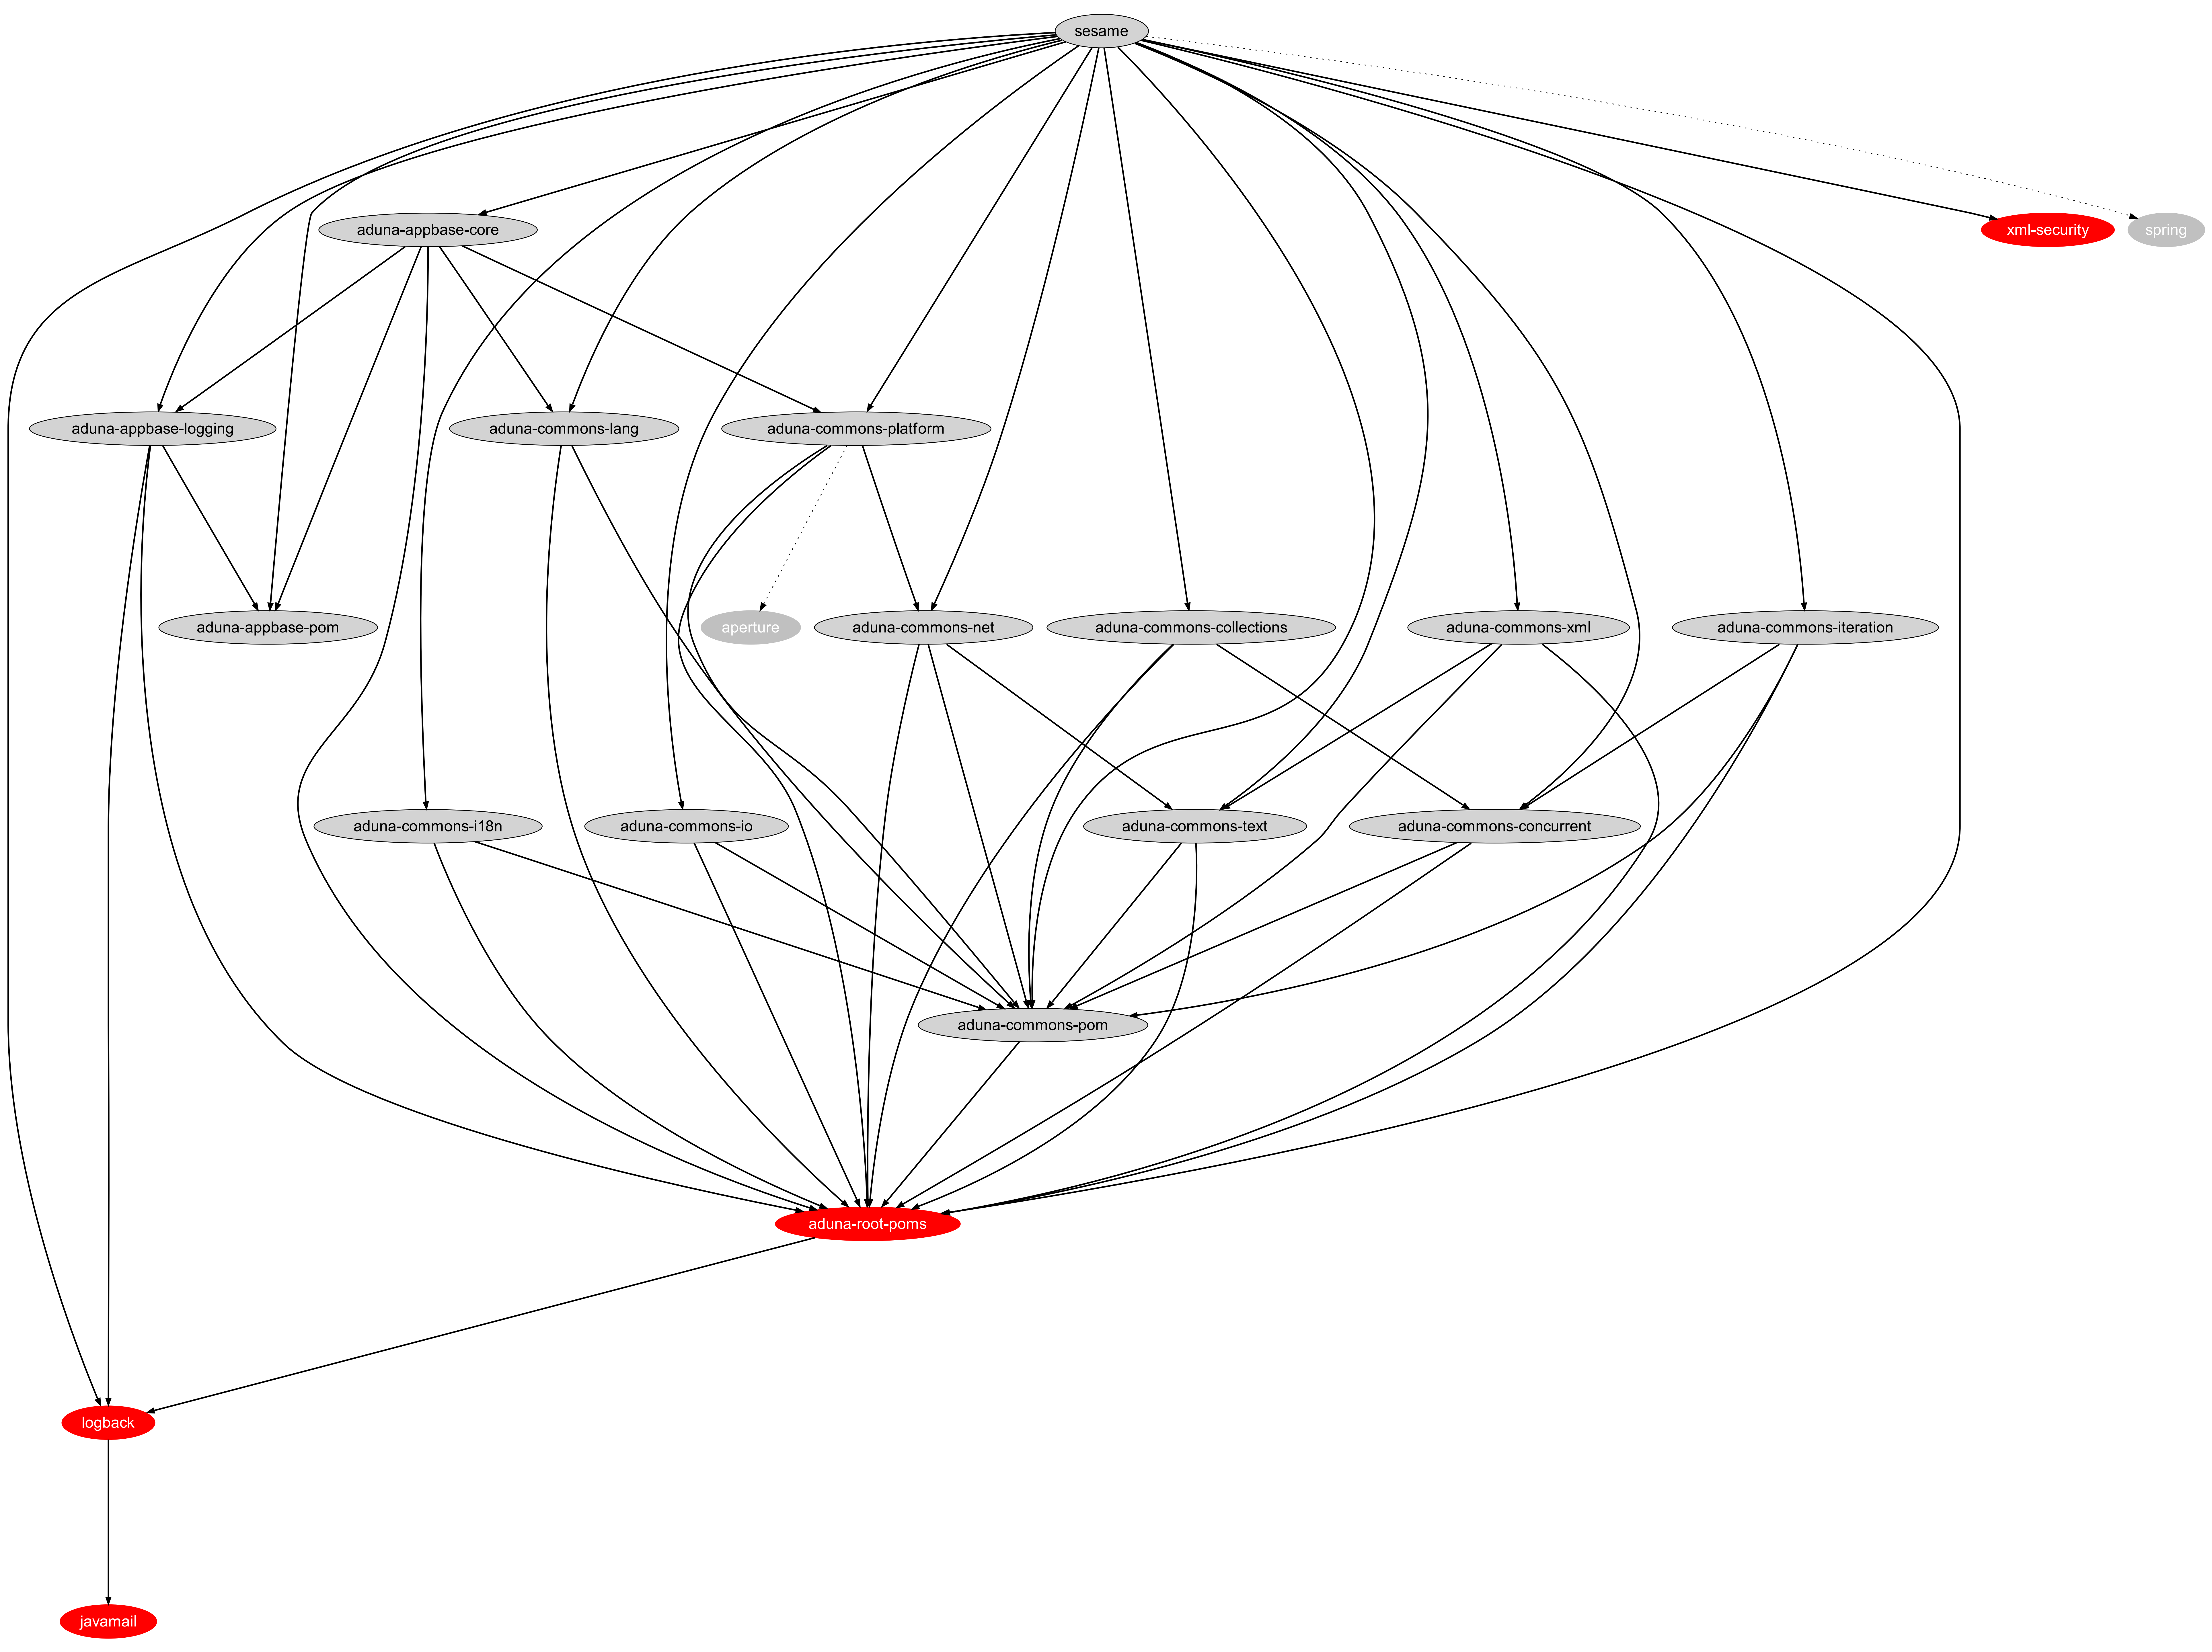 sesame
aduna-appbase-core
xml-security
spring
aduna-appbase-logging
aduna-commons-lang
aduna-commons-platform
aduna-appbase-pom
aperture
aduna-commons-net
aduna-commons-collections
aduna-commons-xml
aduna-commons-iteration
aduna-commons-i18n
aduna-commons-io
aduna-commons-text
aduna-commons-concurrent
aduna-commons-pom
aduna-root-poms
logback
javamail